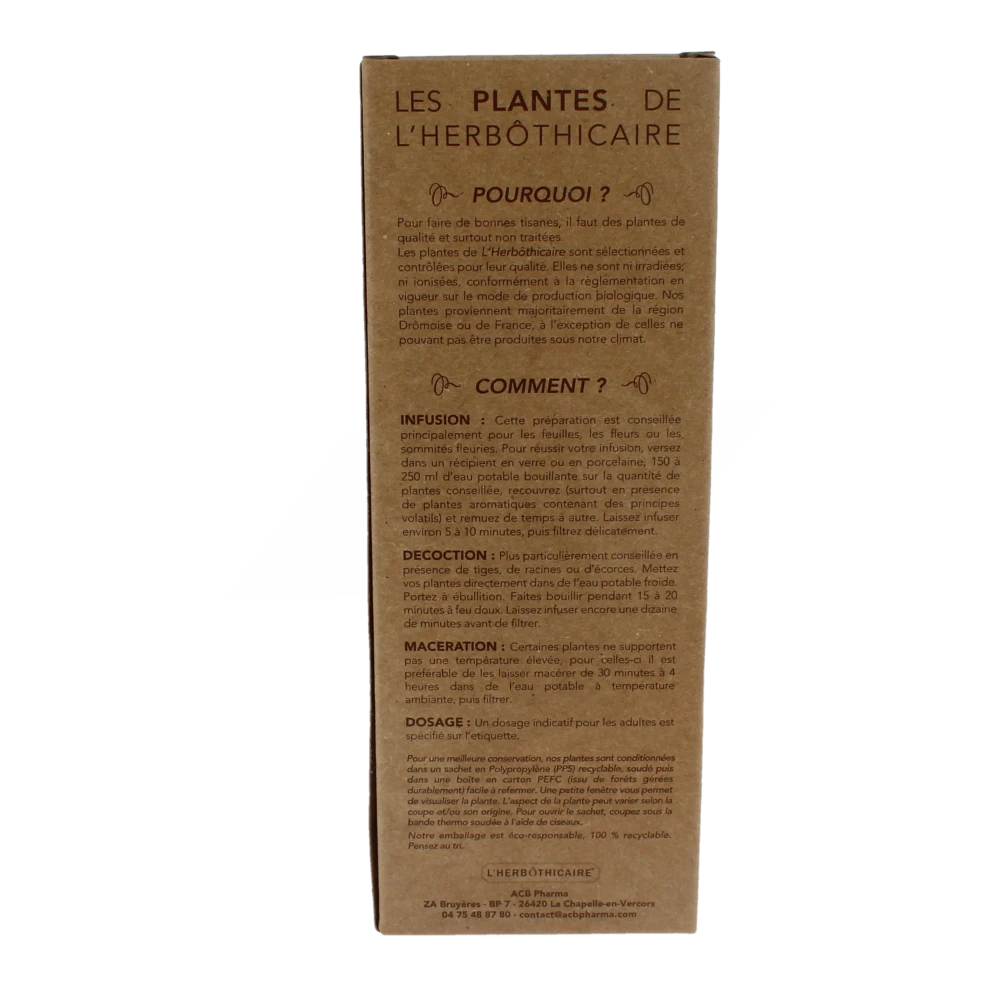 LES PLANTES DE
L'HERBÔTHICAIRE
POURQUOI ?
Pour faire de bonnes tisanes, il faut des plantes de
qualité et surtout non traitées.
Les plantes de L'Herbôthicaire sont sélectionnées et
contrôlées pour leur qualité. Elles ne sont ni irradiées,
ni ionisées, conformément à la règlementation en
vigueur sur le mode de production biologique. Nos
plantes proviennent majoritairement de la région
Drômoise ou de France, à l'exception de celles ne
pouvant pas être produites sous notre climat.
COMMENT ?
INFUSION : Cette préparation est conseillée
principalement pour les feuilles, les fleurs ou les
sommités fleuries. Pour réussir votre infusion, versez
dans un récipient en verre ou en porcelaine, 150 à
250 ml d'eau potable bouillante sur la quantité de
plantes conseillée, recouvrez (surtout en présence
de plantes aromatiques contenant des principes
volatils) et remuez de temps à autre. Laissez infuser
environ 5 à 10 minutes, puis filtrez délicatement.
DECOCTION : Plus particulièrement conseillée en
présence de tiges, de racines ou d'écorces. Mettez
vos plantes directement dans de l'eau potable froide.
Portez à ébullition. Faites bouillir pendant 15 à 20
minutes à feu doux. Laissez infuser encore une dizaine
de minutes avant de filtrer.
MACERATION : Certaines plantes ne supportent
pas une température élevée, pour celles-ci il est
préférable de les laisser macérer de 30 minutes à 4
heures dans de l'eau potable à température
ambiante, puis filtrer.
DOSAGE : Un dosage indicatif pour les adultes est
spécifié sur l'etiquette.
Pour une meilleure conservation, nos plantes sont conditionnées
dans un sachet en Polypropylène (PP5) recyclable, soudé puis
dans une boîte en carton PEFC (issu de forêts gérées
durablement) facile à refermer. Une petite fenêtre vous permet
de visualiser la plante. L'aspect de la plante peut varier selon la
coupe et/ou son origine. Pour ouvrir le sachet, coupez sous la
bande thermo soudée à l'aide de ciseaux.
Notre emballage est éco-responsable, 100 % recyclable.
Pensez au tri.
L'HERBÔTHICAIRE®
ACB Pharma
ZA Bruyères - BP 7 - 26420 La Chapelle-en-Vercors
04 75 48 87 80 - contact@acbpharma.com